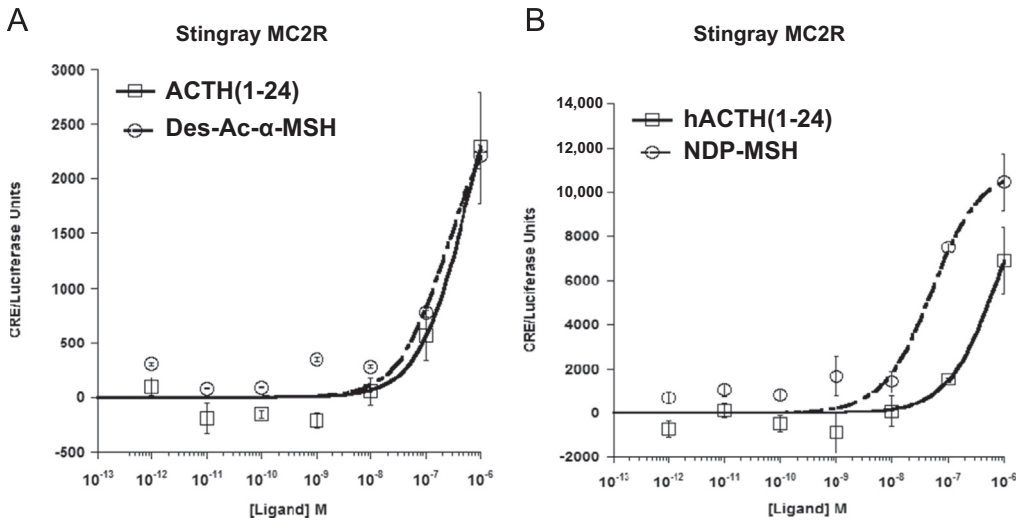 A
Stingray MC2R
ACTH(1-24)
Des-Ac-α-MSH
CRE/Luciferase Units
3000
2500
2000
1500
1000
500
0
-500
10-13
10-12
10-11
10-10
10-9
10-8
10-7
10-6
[Ligand] M
B
Stingray MC2R
hACTH(1-24)
NDP-MSH
CRE/Luciferase Units
14,000
12,000
10,000
8000
6000
4000
2000
0
-2000
10-13
10-12
10-11
10-10
10-9
10-8
10-7
10-6
[Ligand] M